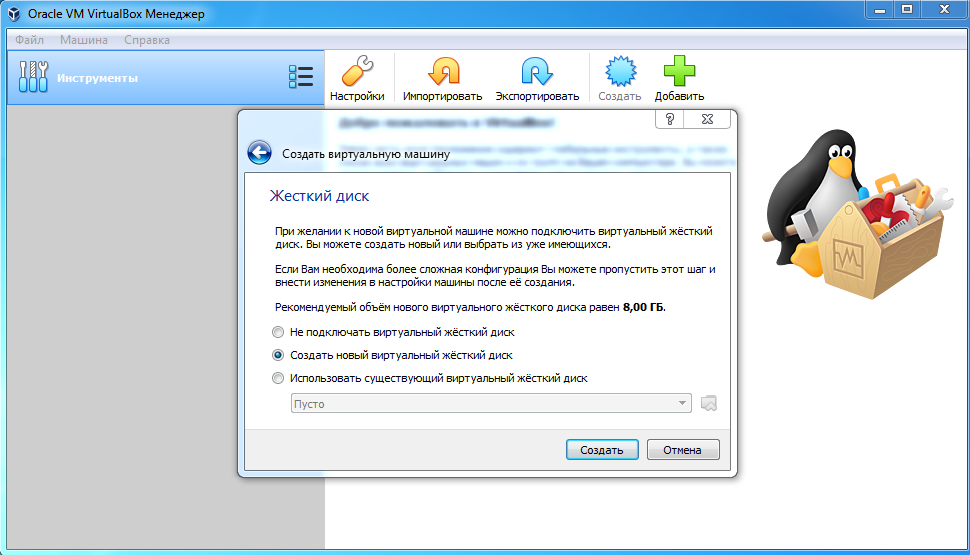 Oracle VM VirtualBox Менеджер
Файл Машина Справка
Инструменты
Настройки Импортировать Экспортировать Создать Добавить
Добро пожаловать в VirtualBox!
Создать виртуальную машину
Жесткий диск
При желании к новой виртуальной машине можно подключить виртуальный жёсткий
диск. Вы можете создать новый или выбрать из уже имеющихся.
Если Вам необходима более сложная конфигурация Вы можете пропустить этот шаг и
внести изменения в настройки машины после её создания.
Рекомендуемый объём нового виртуального жёсткого диска равен 8,00 ГБ.
Не подключать виртуальный жёсткий диск
Создать новый виртуальный жёсткий диск
Использовать существующий виртуальный жёсткий диск
Пусто
Создать Отмена